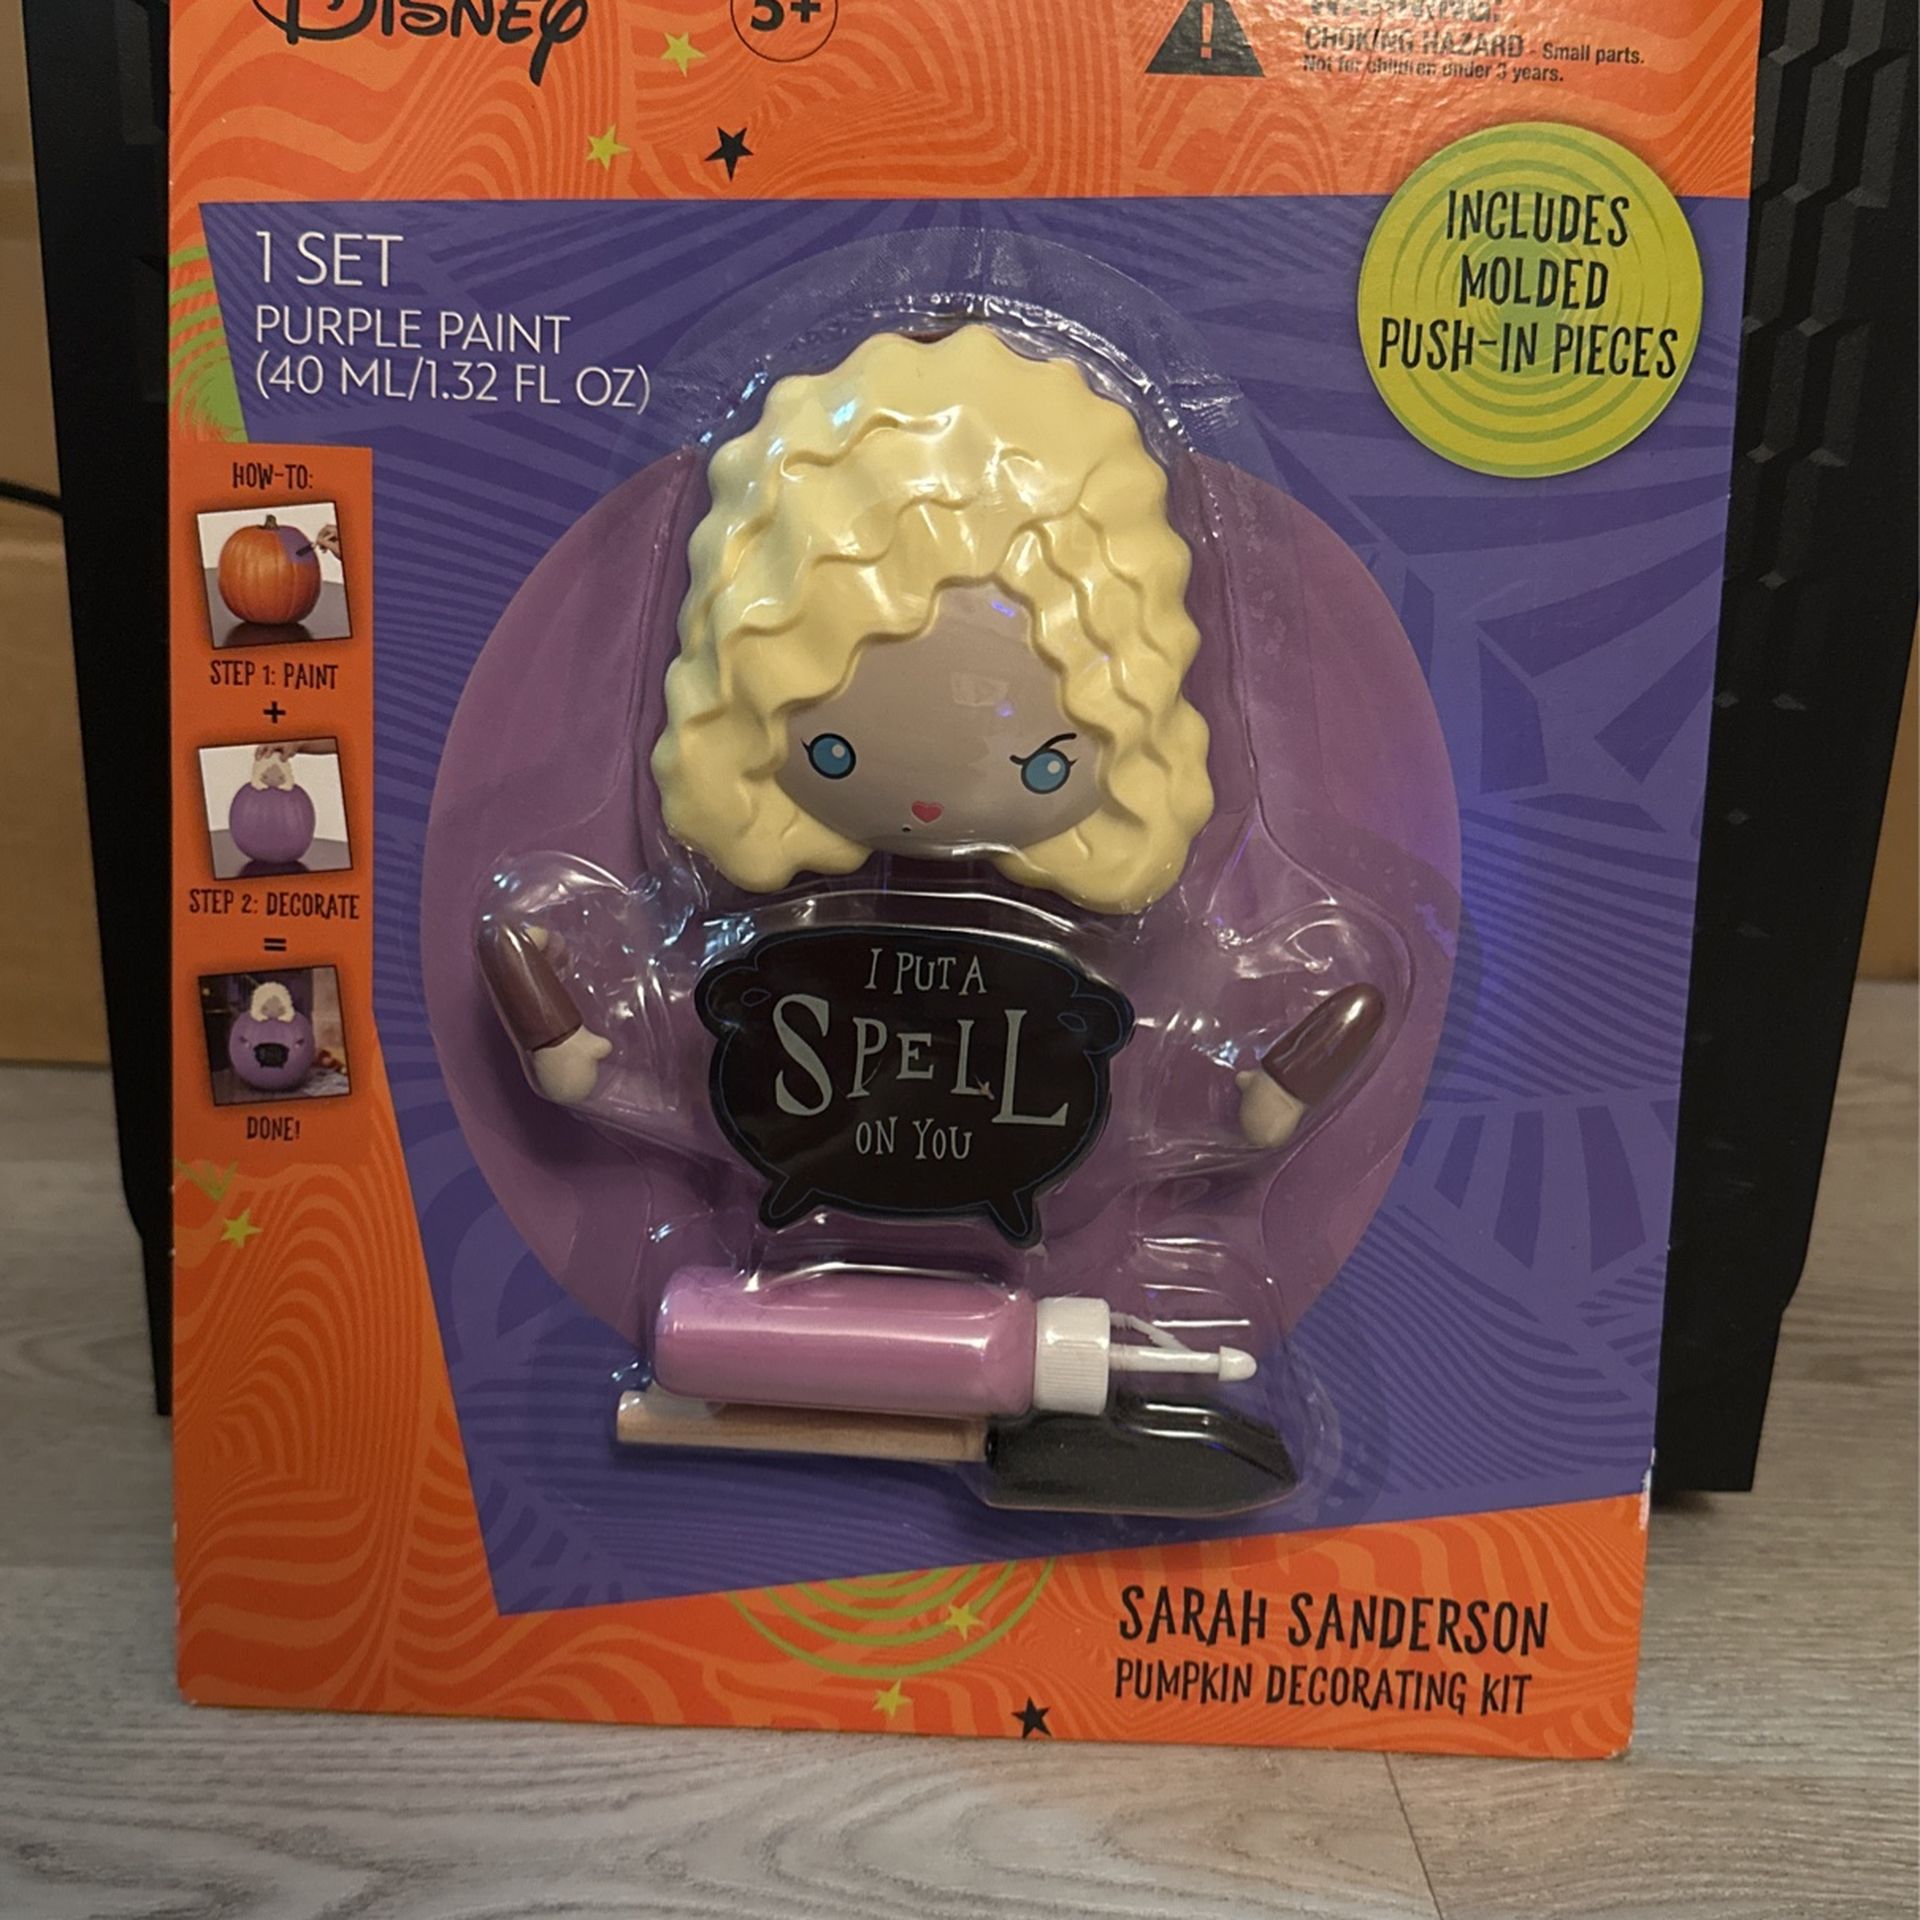 DISNEY
5+
WARNING:
CHOKING HAZARD - Small parts.
Not for children under 3 years.
INCLUDES
MOLDED
PUSH-IN PIECES
1 SET
PURPLE PAINT
(40 ML/1.32 FL OZ)
HOW-TO:
STEP 1: PAINT
+
STEP 2: DECORATE
=
DONE!
I PUT A
SPELL
ON YOU
SARAH SANDERSON
PUMPKIN DECORATING KIT